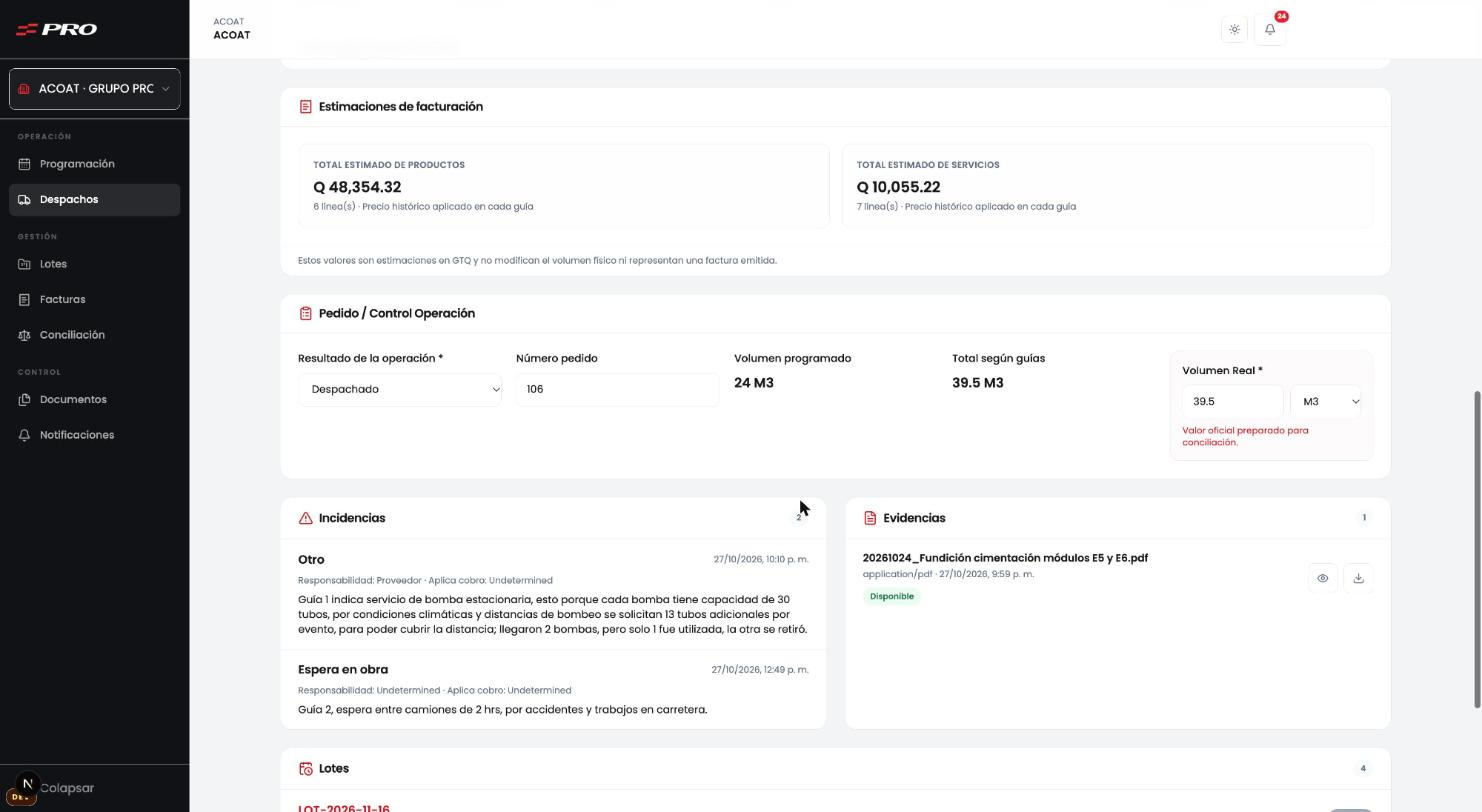 PRO
ACOAT
ACOAT
24
ACOAT · GRUPO PRC
OPERACIÓN
Programación
Despachos
GESTIÓN
Lotes
Facturas
Conciliación
CONTROL
Documentos
Notificaciones
N
Colapsar
Estimaciones de facturación
TOTAL ESTIMADO DE PRODUCTOS
Q 48,354.32
6 línea(s) · Precio histórico aplicado en cada guía
TOTAL ESTIMADO DE SERVICIOS
Q 10,055.22
7 línea(s) · Precio histórico aplicado en cada guía
Estos valores son estimaciones en GTQ y no modifican el volumen físico ni representan una factura emitida.
Pedido / Control Operación
Resultado de la operación *
Despachado
Número pedido
106
Volumen programado
24 M3
Total según guías
39.5 M3
Volumen Real *
39.5
M3
Valor oficial preparado para
conciliación.
Incidencias
2
Otro
27/10/2026, 10:10 p. m.
Responsabilidad: Proveedor · Aplica cobro: Undetermined
Guía 1 indica servicio de bomba estacionaria, esto porque cada bomba tiene capacidad de 30
tubos, por condiciones climáticas y distancias de bombeo se solicitan 13 tubos adicionales por
evento, para poder cubrir la distancia; llegaron 2 bombas, pero solo 1 fue utilizada, la otra se retiró.
Espera en obra
27/10/2026, 12:49 p. m.
Responsabilidad: Undetermined · Aplica cobro: Undetermined
Guía 2, espera entre camiones de 2 hrs, por accidentes y trabajos en carretera.
Evidencias
1
20261024_Fundición cimentación módulos E5 y E6.pdf
application/pdf · 27/10/2026, 9:59 p. m.
Disponible
Lotes
4
LOT-2026-11-16